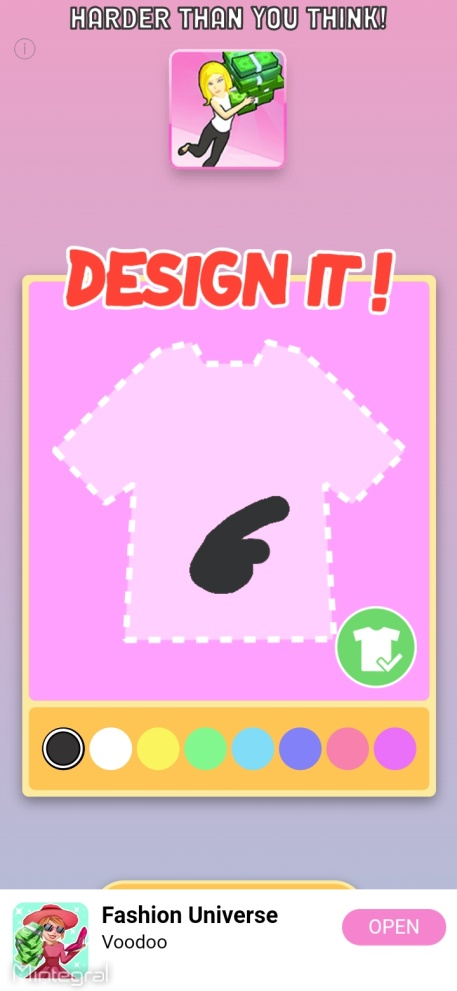 HARDER THAN YOU THINK!
DESIGN IT!
Fashion Universe
Voodoo
OPEN
Mintegral